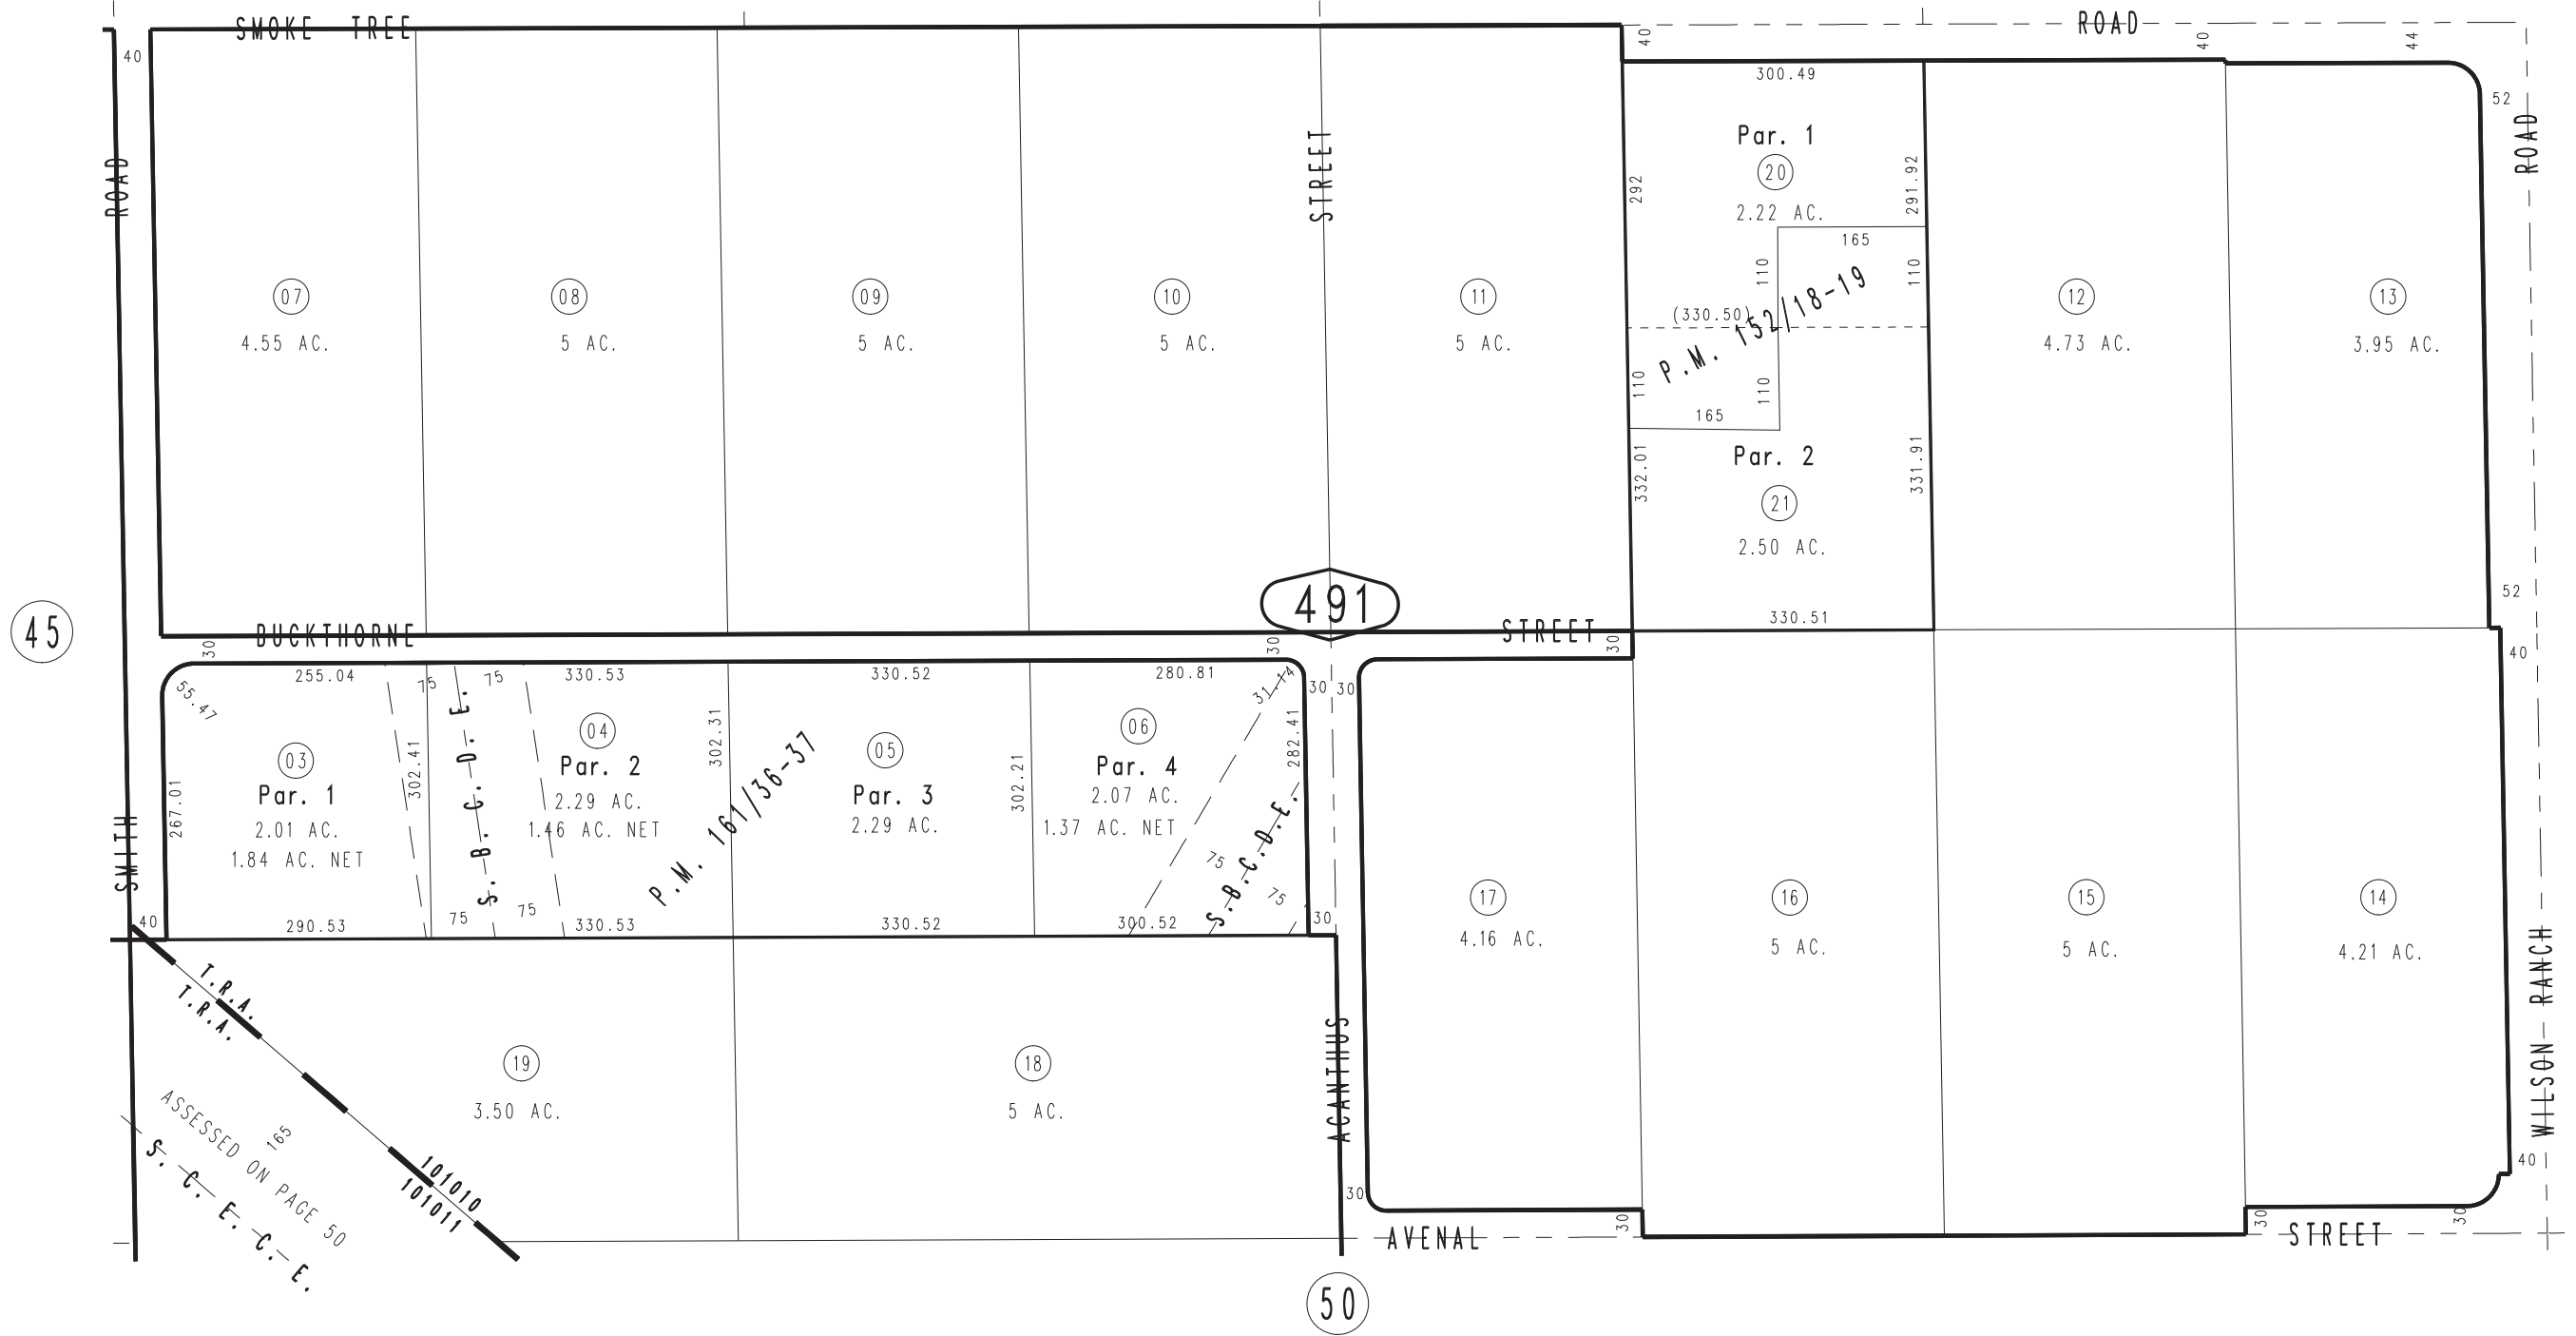 SMOKE TREE
ROAD
40
40
40
44
300.49
52
ROAD
ROAD
STREET
Par. 1
20
2.22 AC.
292
291.92
165
110
110
P.M. 152/18-19
(330.50)
110
110
165
07
4.55 AC.
08
5 AC.
09
5 AC.
10
5 AC.
11
5 AC.
12
4.73 AC.
13
3.95 AC.
332.01
331.91
Par. 2
21
2.50 AC.
330.51
491
52
45
BUCKTHORNE
STREET
30
30
30
40
255.04
75
75
330.53
330.52
280.81
31.74
30
30
55.47
267.01
03
Par. 1
2.01 AC.
1.84 AC. NET
302.41
S. B. C. D. E.
04
Par. 2
2.29 AC.
1.46 AC. NET
302.31
P.M. 161/36-37
05
Par. 3
2.29 AC.
302.21
06
Par. 4
2.07 AC.
1.37 AC. NET
282.41
S.B.C.D.E.
75
75
SMITH
40
290.53
75
75
330.53
330.52
300.52
30
17
4.16 AC.
16
5 AC.
15
5 AC.
14
4.21 AC.
WILSON RANCH
T.R.A.
T.R.A.
19
3.50 AC.
18
5 AC.
ACANTHUS
165
ASSESSED ON PAGE 50
S. C. E. C. E.
101010
101011
30
40
30
30
30
AVENAL
STREET
50